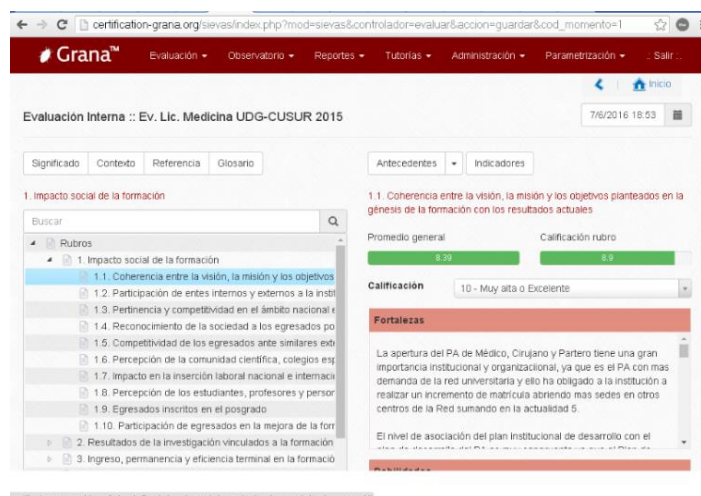 certification-grana.org/sievas/index.php?mod=sievas&controlador=evaluar&accion=guardar&cod_momento=1
Grana™ Evaluación Observatorio Reportes Tutorías Administración Parametrización .: Salir :.
Inicio
Evaluación Interna :: Ev. Lic. Medicina UDG-CUSUR 2015
7/6/2016 18:53
Significado Contexto Referencia Glosario
Antecedentes Indicadores
1. Impacto social de la formación
Buscar
Rubros
1. Impacto social de la formación
1.1. Coherencia entre la visión, la misión y los objetivos
1.2. Participación de entes internos y externos a la instit
1.3. Pertinencia y competitividad en el ámbito nacional e
1.4. Reconocimiento de la sociedad a los egresados po
1.5. Competitividad de los egresados ante similares exte
1.6. Percepción de la comunidad científica, colegios esp
1.7. Impacto en la inserción laboral nacional e internacio
1.8. Percepción de los estudiantes, profesores y person
1.9. Egresados inscritos en el posgrado
1.10. Participación de egresados en la mejora de la forr
2. Resultados de la investigación vinculados a la formación
3. Ingreso, permanencia y eficiencia terminal en la formació
1.1. Coherencia entre la visión, la misión y los objetivos planteados en la
génesis de la formación con los resultados actuales
Promedio general Calificación rubro
8.39 8.9
Calificación 10 - Muy alta o Excelente
Fortalezas
La apertura del PA de Médico, Cirujano y Partero tiene una gran
importancia institucional y organizaciional, ya que es el PA con mas
demanda de la red universitaria y ello ha obligado a la institución a
realizar un incremento de matrícula abriendo mas sedes en otros
centros de la Red sumando en la actualidad 5.
El nivel de asociación del plan institucional de desarrollo con el